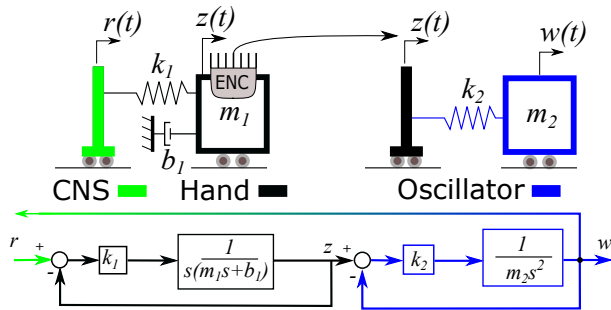 r(t) z(t) z(t) w(t)
k₁ k₂
ENC
m₁ m₂
b₁
CNS Hand Oscillator
r + - k₁ 1/s(m₁s+b₁) z + - k₂ 1/m₂s² w